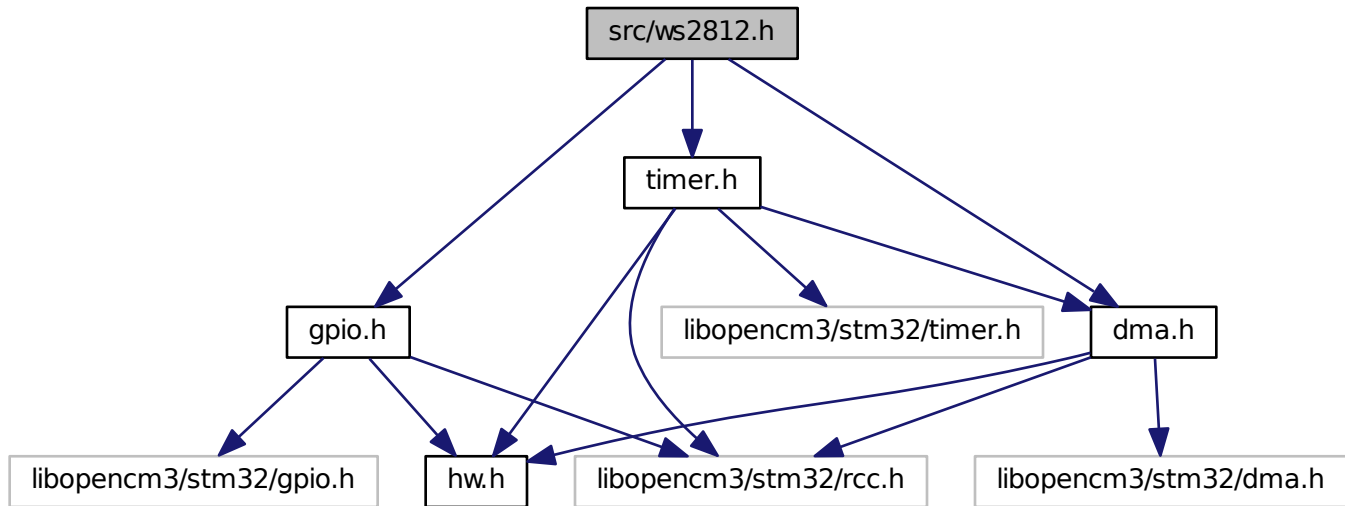 src/ws2812.h
timer.h
gpio.h
libopencm3/stm32/timer.h
dma.h
libopencm3/stm32/gpio.h
hw.h
libopencm3/stm32/rcc.h
libopencm3/stm32/dma.h